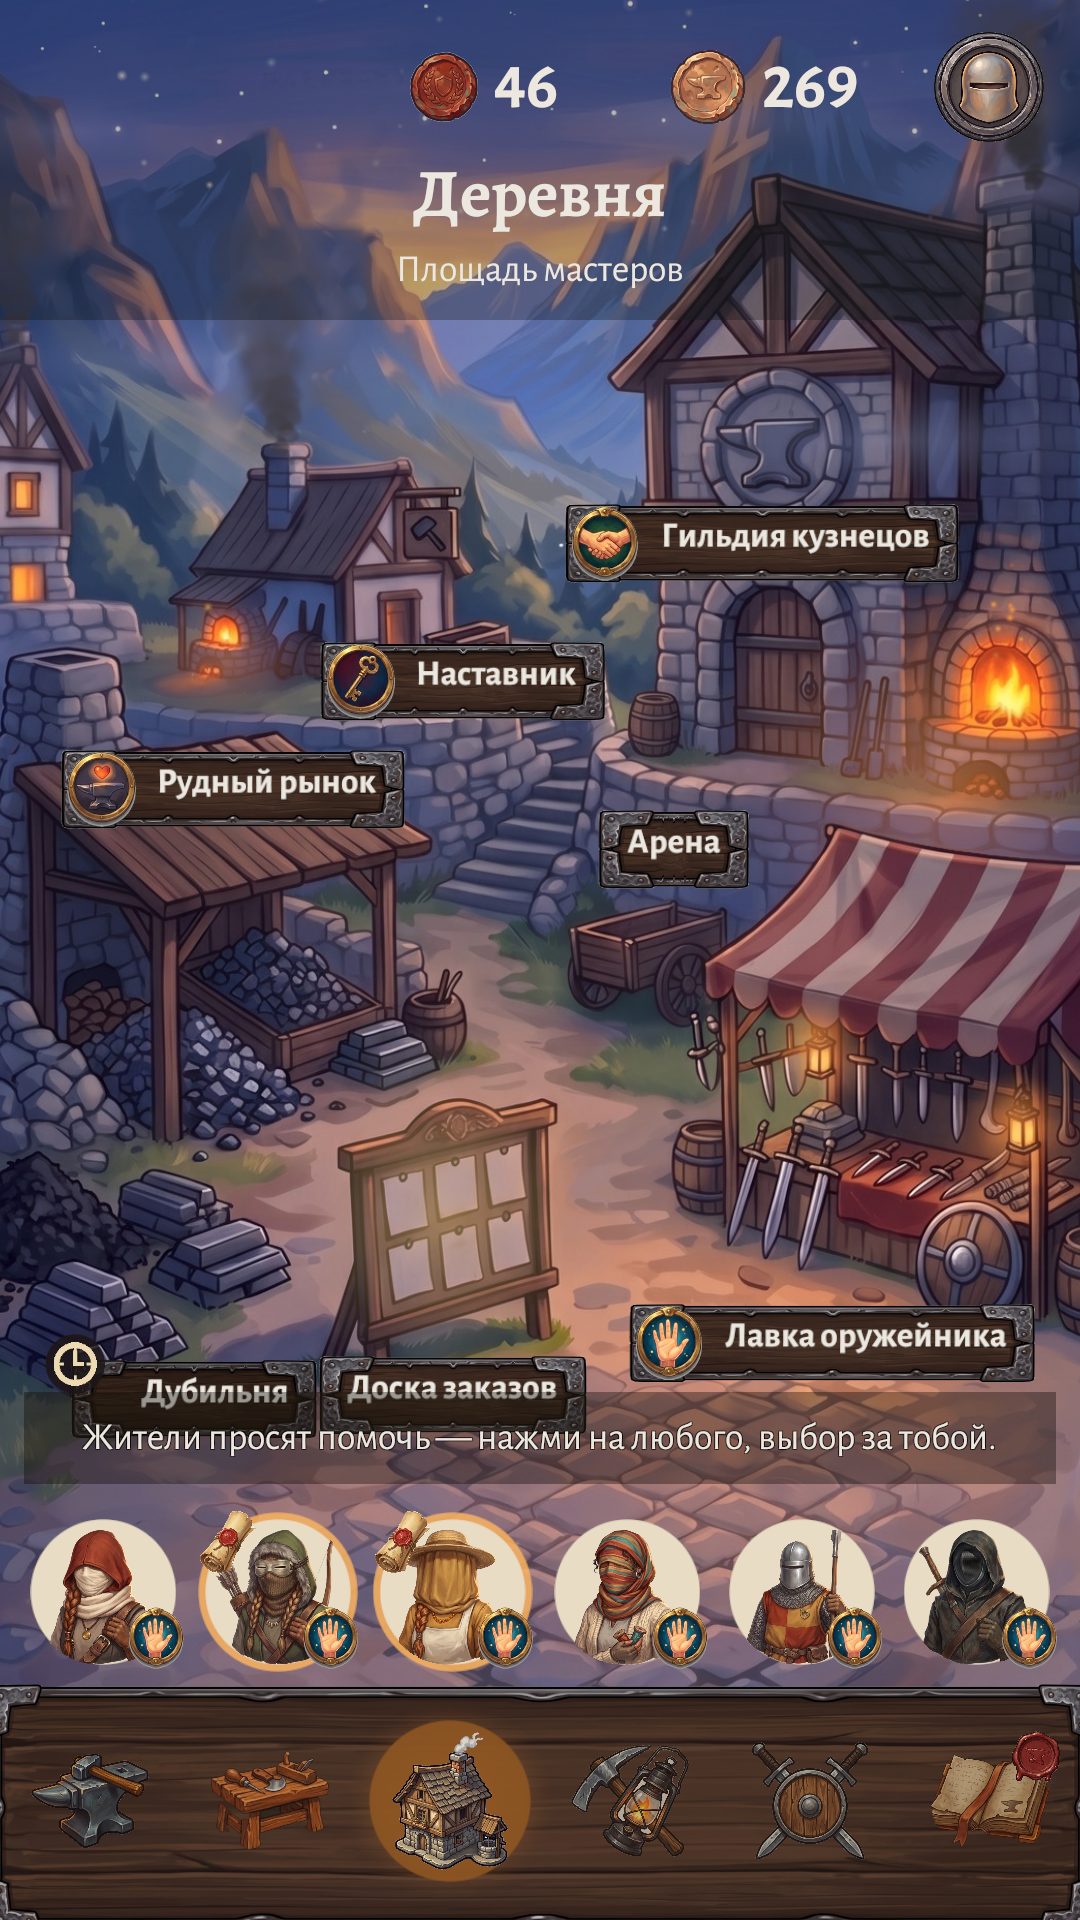 46
269
Деревня
Площадь мастеров
Гильдия кузнецов
Наставник
Рудный рынок
Арена
Лавка оружейника
Дубильня
Доска заказов
Жители просят помочь — нажми на любого, выбор за тобой.